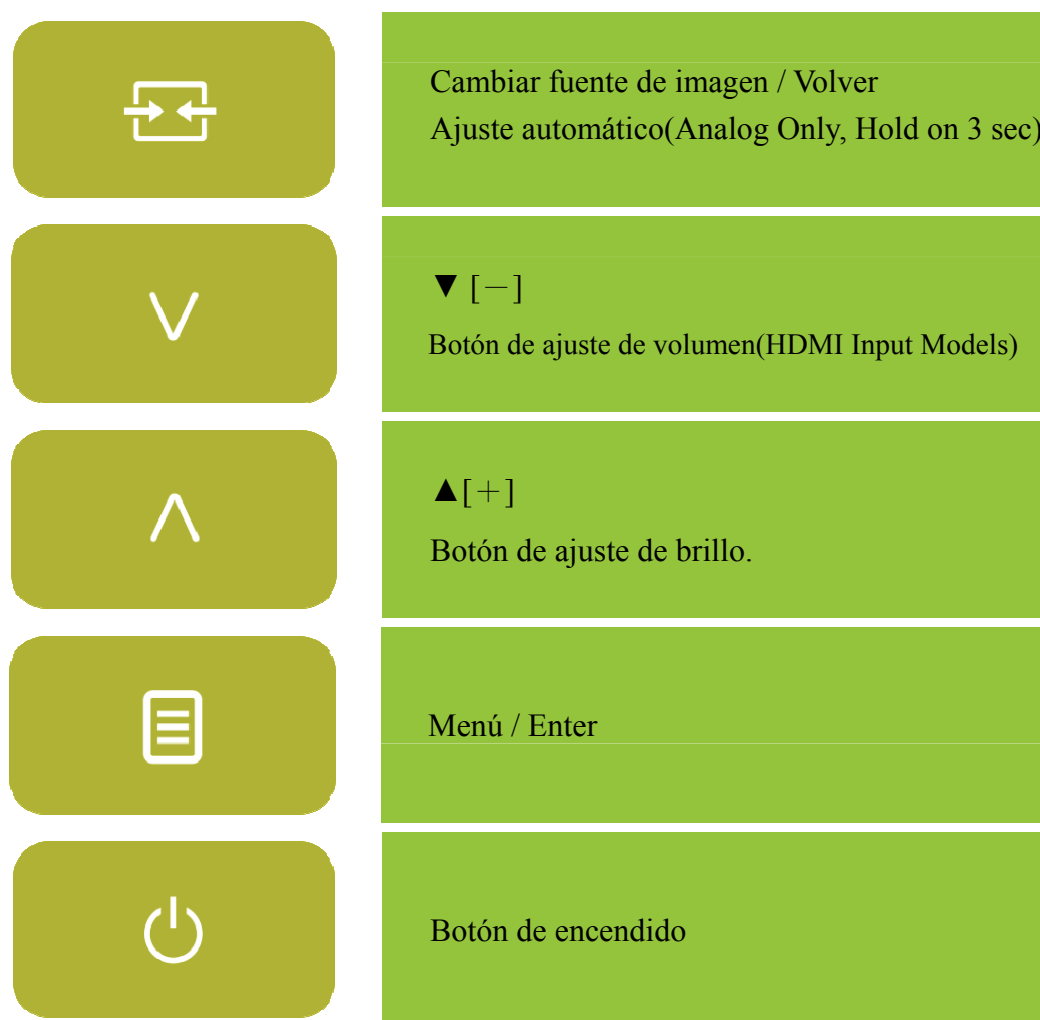 Cambiar fuente de imagen / Volver
Ajuste automático(Analog Only, Hold on 3 sec)
▼ [－]
Botón de ajuste de volumen(HDMI Input Models)
▲[＋]
Botón de ajuste de brillo.
Menú / Enter
Botón de encendido